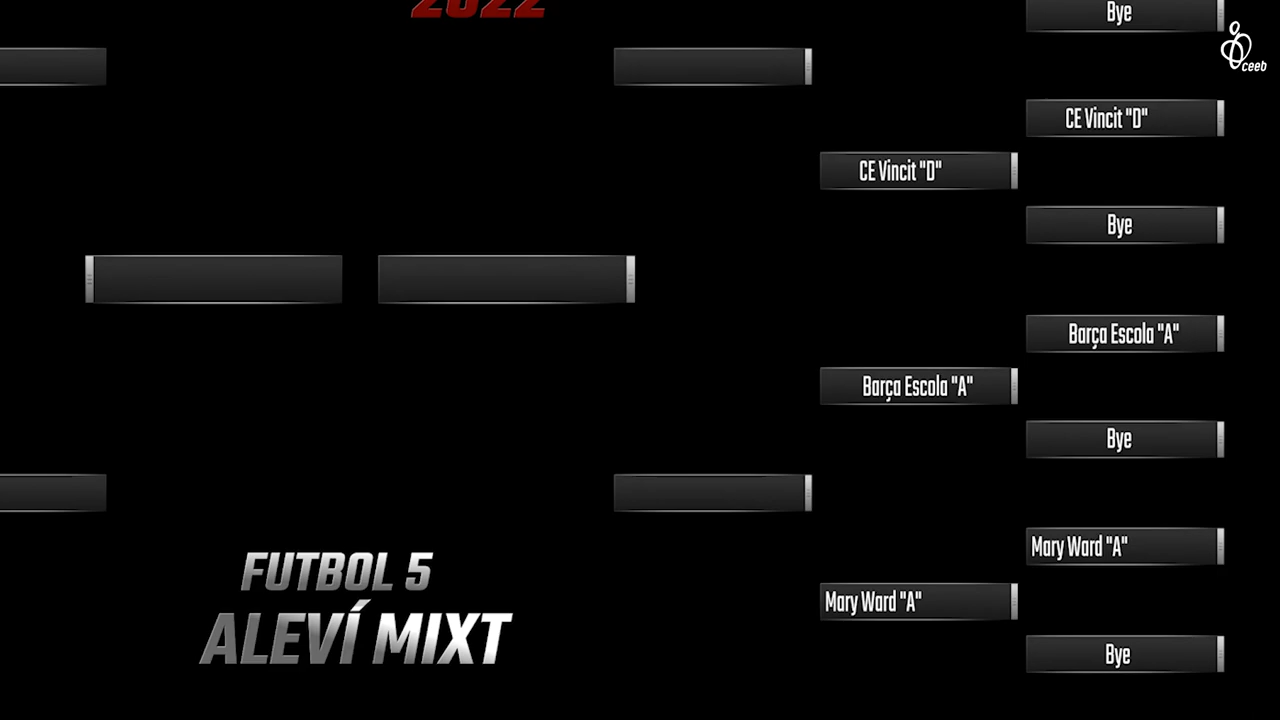 2022
Bye
ceeb
CE Vincit "D"
CE Vincit "D"
Bye
Barça Escola "A"
Barça Escola "A"
Bye
Mary Ward "A"
Mary Ward "A"
Bye
FUTBOL 5
ALEVÍ MIXT